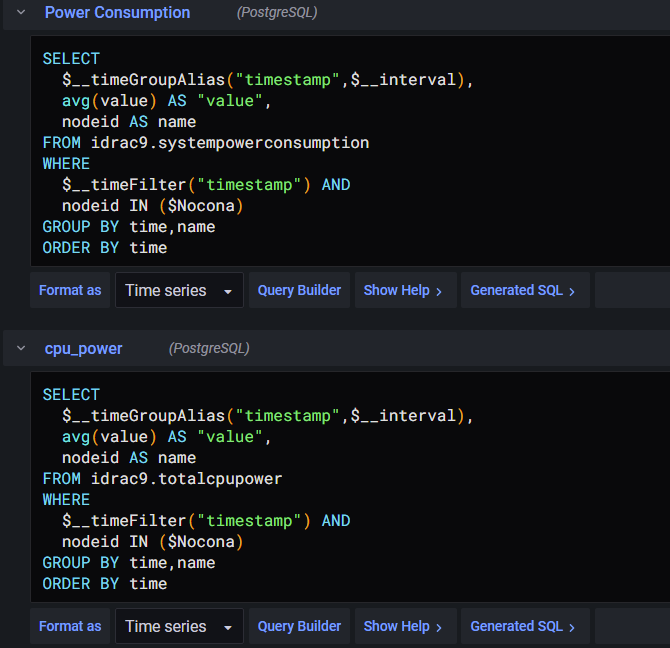 Power Consumption (PostgreSQL)
SELECT
$__timeGroupAlias("timestamp",$__interval),
avg(value) AS "value",
nodeid AS name
FROM idrac9.systempowerconsumption
WHERE
$__timeFilter("timestamp") AND
nodeid IN ($Nocona)
GROUP BY time,name
ORDER BY time
Format as Time series Query Builder Show Help > Generated SQL >
cpu_power (PostgreSQL)
SELECT
$__timeGroupAlias("timestamp",$__interval),
avg(value) AS "value",
nodeid AS name
FROM idrac9.totalcpupower
WHERE
$__timeFilter("timestamp") AND
nodeid IN ($Nocona)
GROUP BY time,name
ORDER BY time
Format as Time series Query Builder Show Help > Generated SQL >